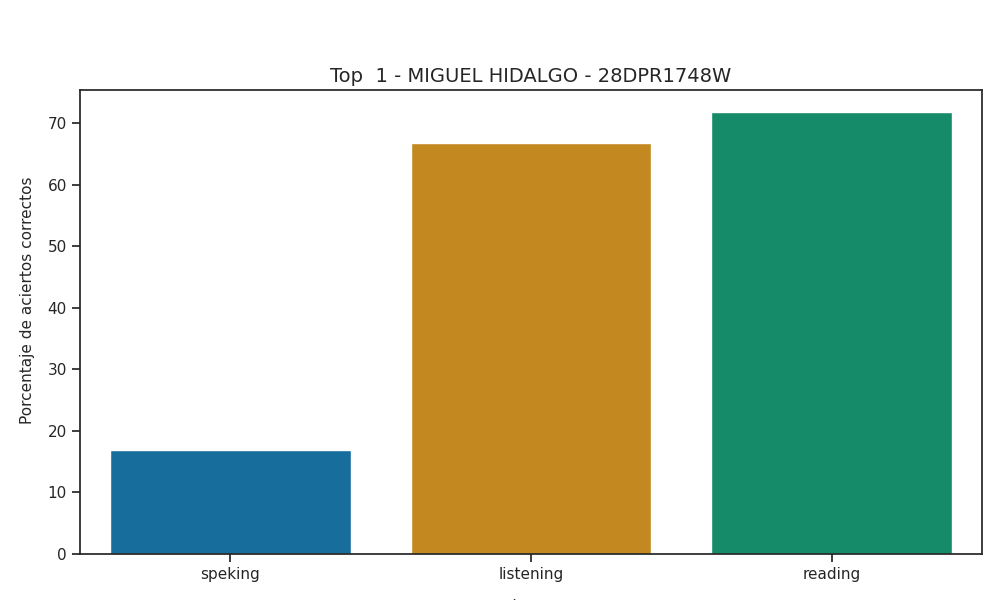 Top  1 - MIGUEL HIDALGO - 28DPR1748W
Porcentaje de aciertos correctos
70
60
50
40
30
20
10
0
speking
listening
reading